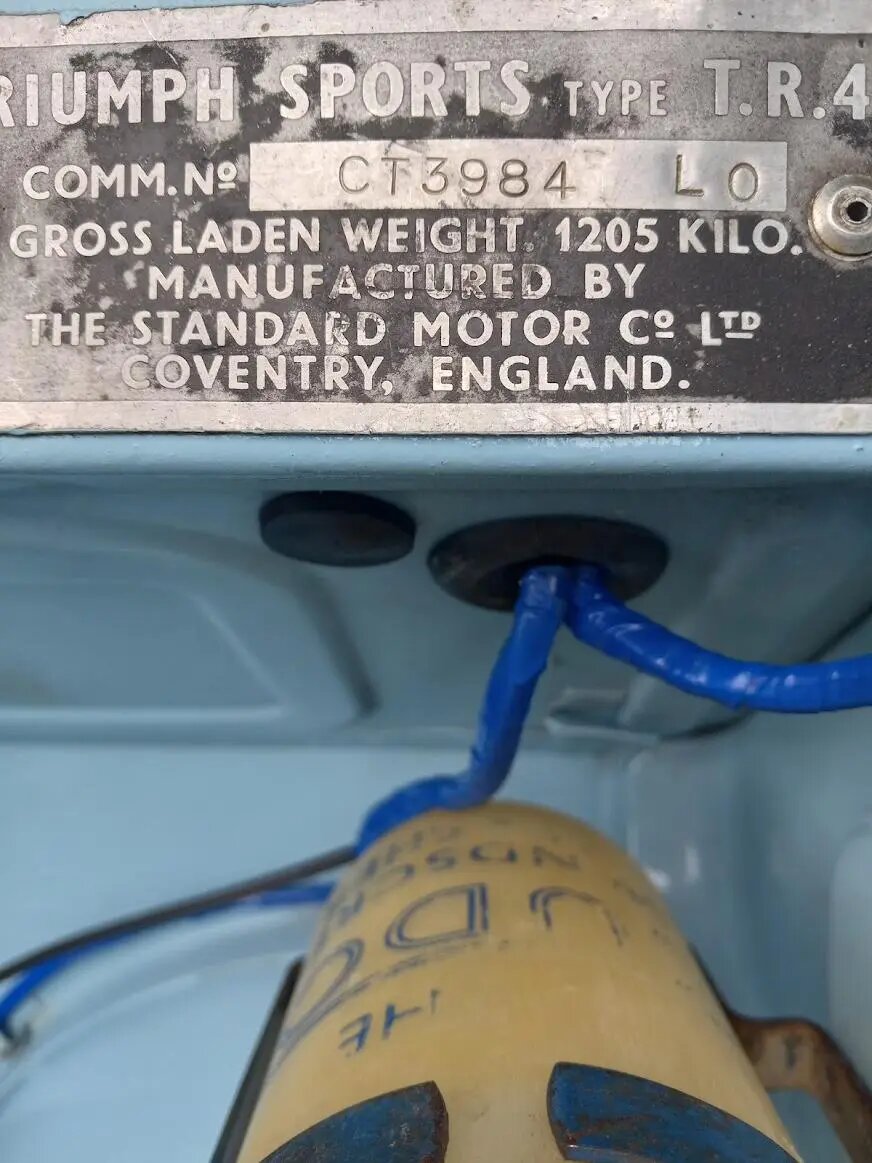 RIUMPH SPORTS TYPE T.R.4
COMM.Nº CT3984 LO
GROSS LADEN WEIGHT. 1205 KILO.
MANUFACTURED BY
THE STANDARD MOTOR Cº LTD
COVENTRY, ENGLAND.